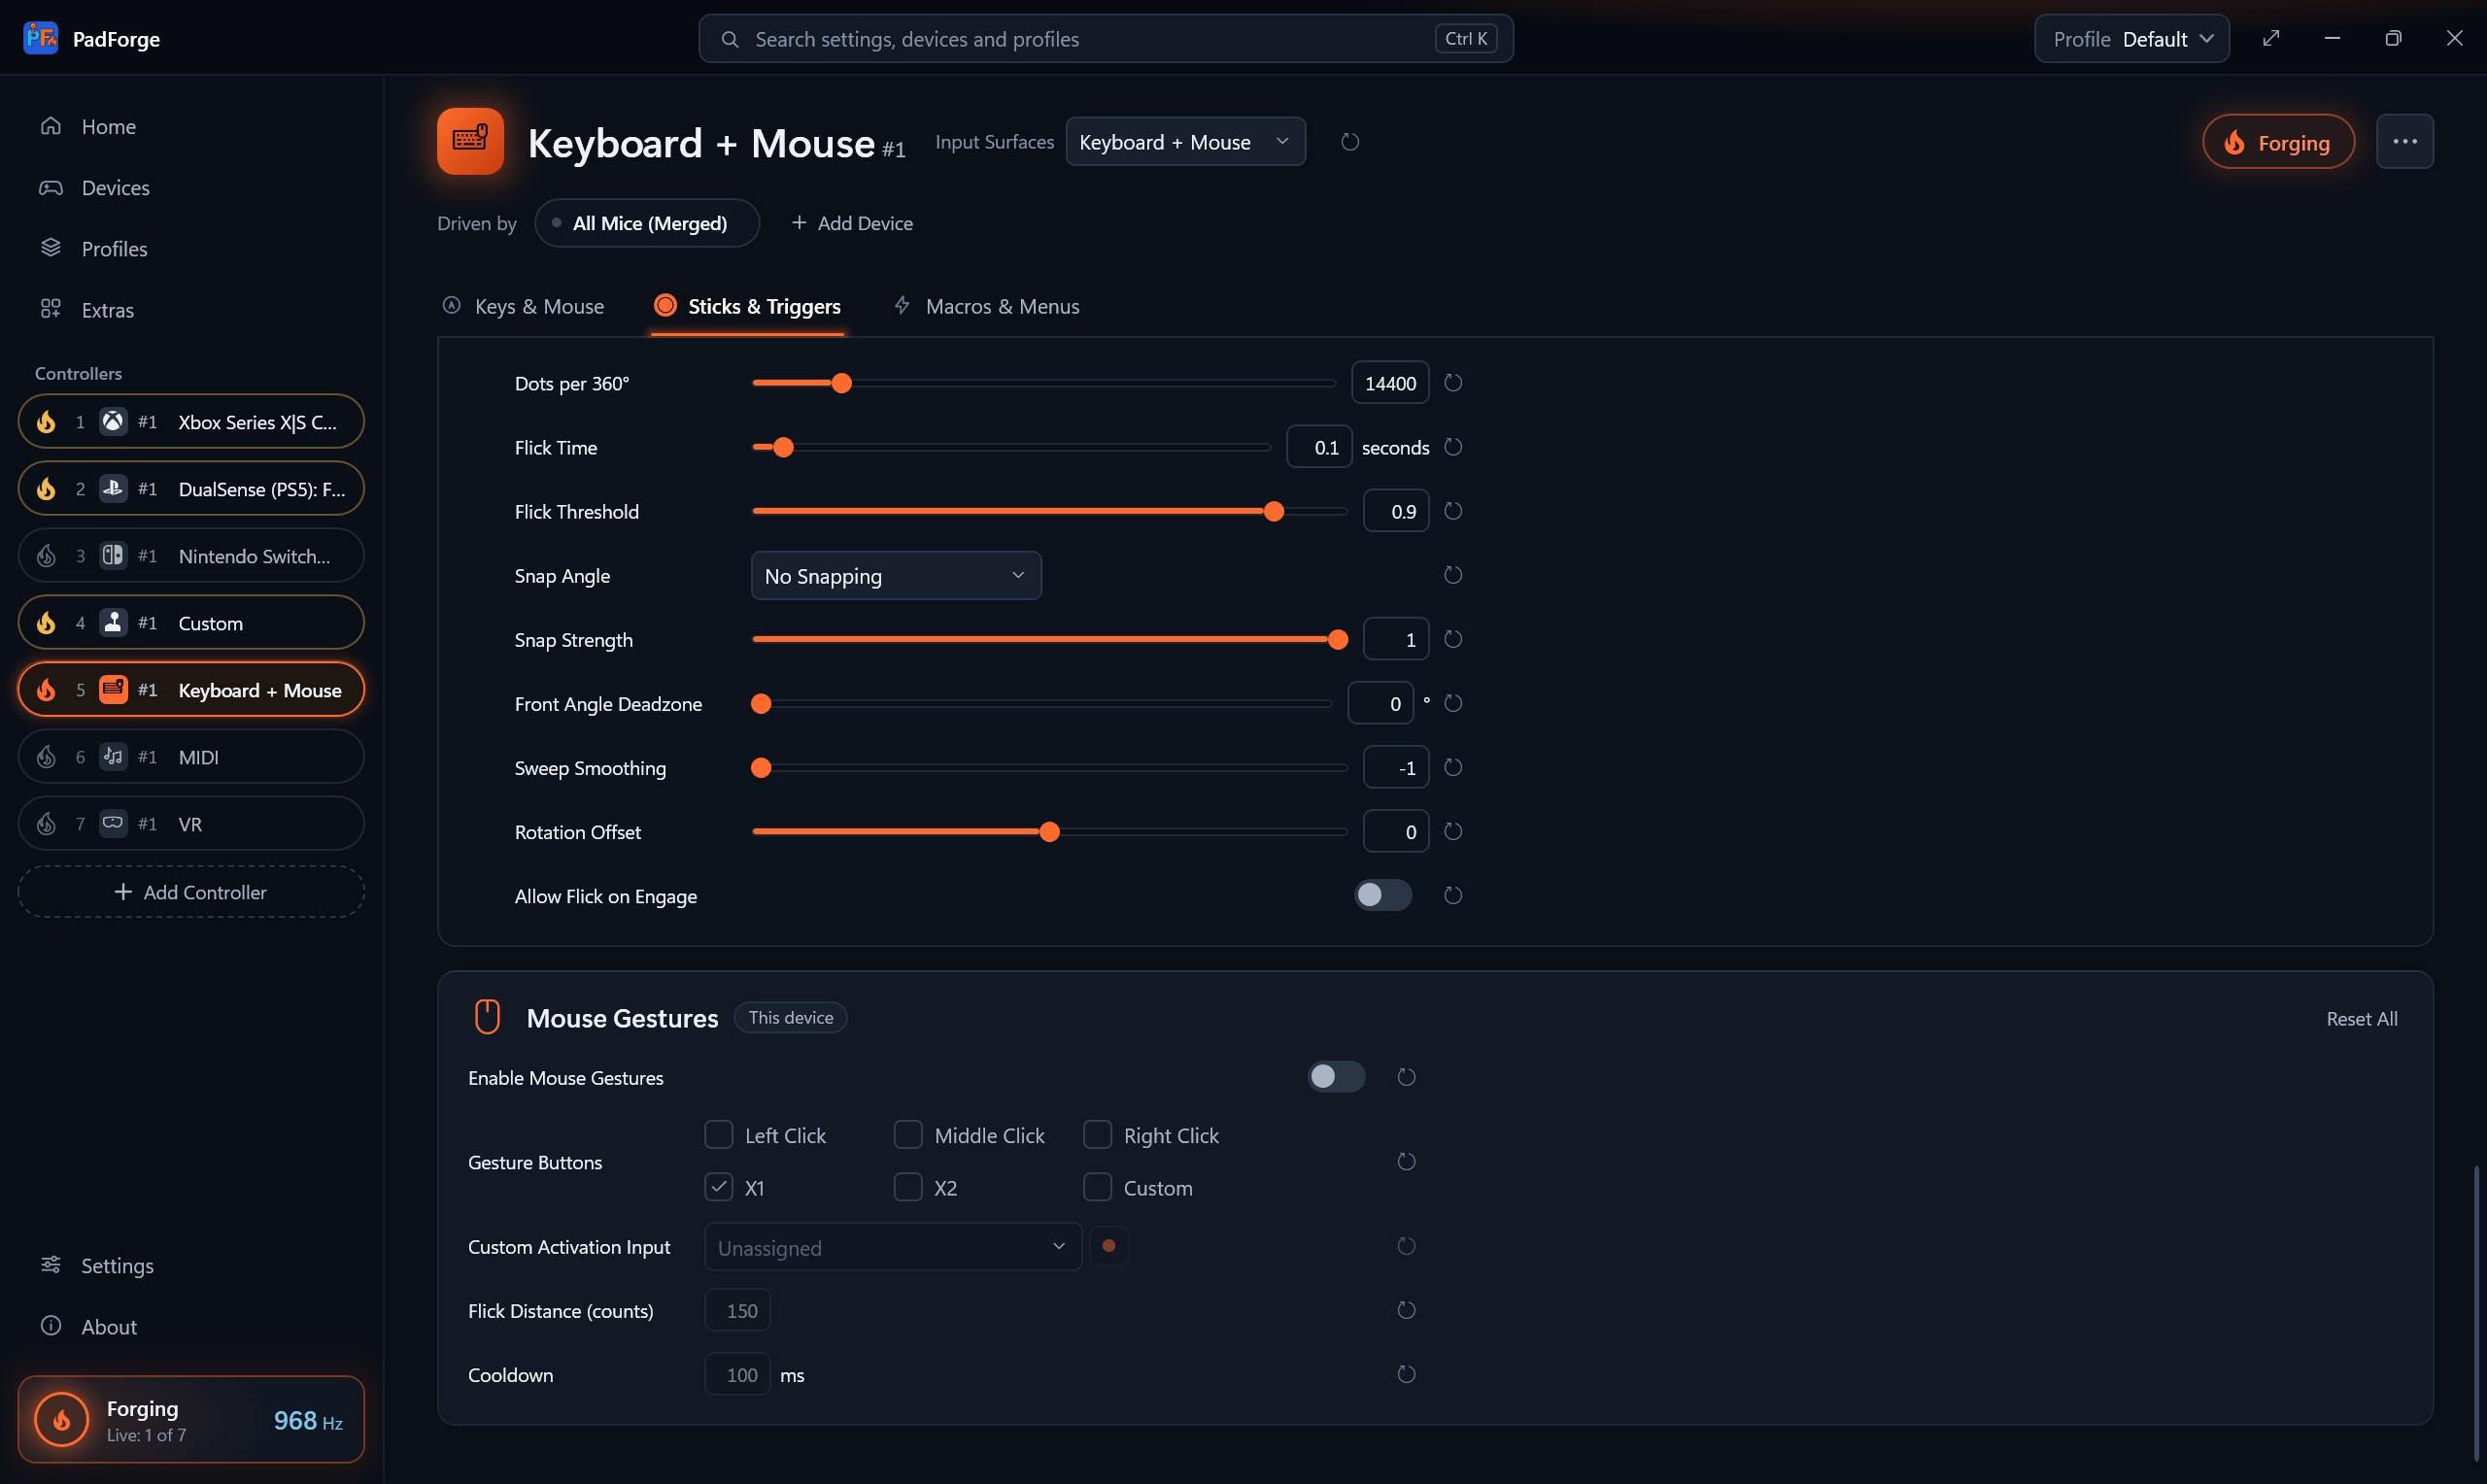 PadForge
Search settings, devices and profiles
Ctrl K
Profile Default
Home
Devices
Profiles
Extras
Controllers
1 #1 Xbox Series X|S C...
2 #1 DualSense (PS5): F...
3 #1 Nintendo Switch...
4 #1 Custom
5 #1 Keyboard + Mouse
6 #1 MIDI
7 #1 VR
+ Add Controller
Settings
About
Forging
Live: 1 of 7
968 Hz
Keyboard + Mouse #1
Input Surfaces
Keyboard + Mouse
Forging
Driven by
All Mice (Merged)
+ Add Device
Keys & Mouse
Sticks & Triggers
Macros & Menus
Dots per 360° 14400
Flick Time 0.1 seconds
Flick Threshold 0.9
Snap Angle No Snapping
Snap Strength 1
Front Angle Deadzone 0 °
Sweep Smoothing -1
Rotation Offset 0
Allow Flick on Engage
Mouse Gestures
This device
Reset All
Enable Mouse Gestures
Gesture Buttons
Left Click Middle Click Right Click
X1 X2 Custom
Custom Activation Input Unassigned
Flick Distance (counts) 150
Cooldown 100 ms